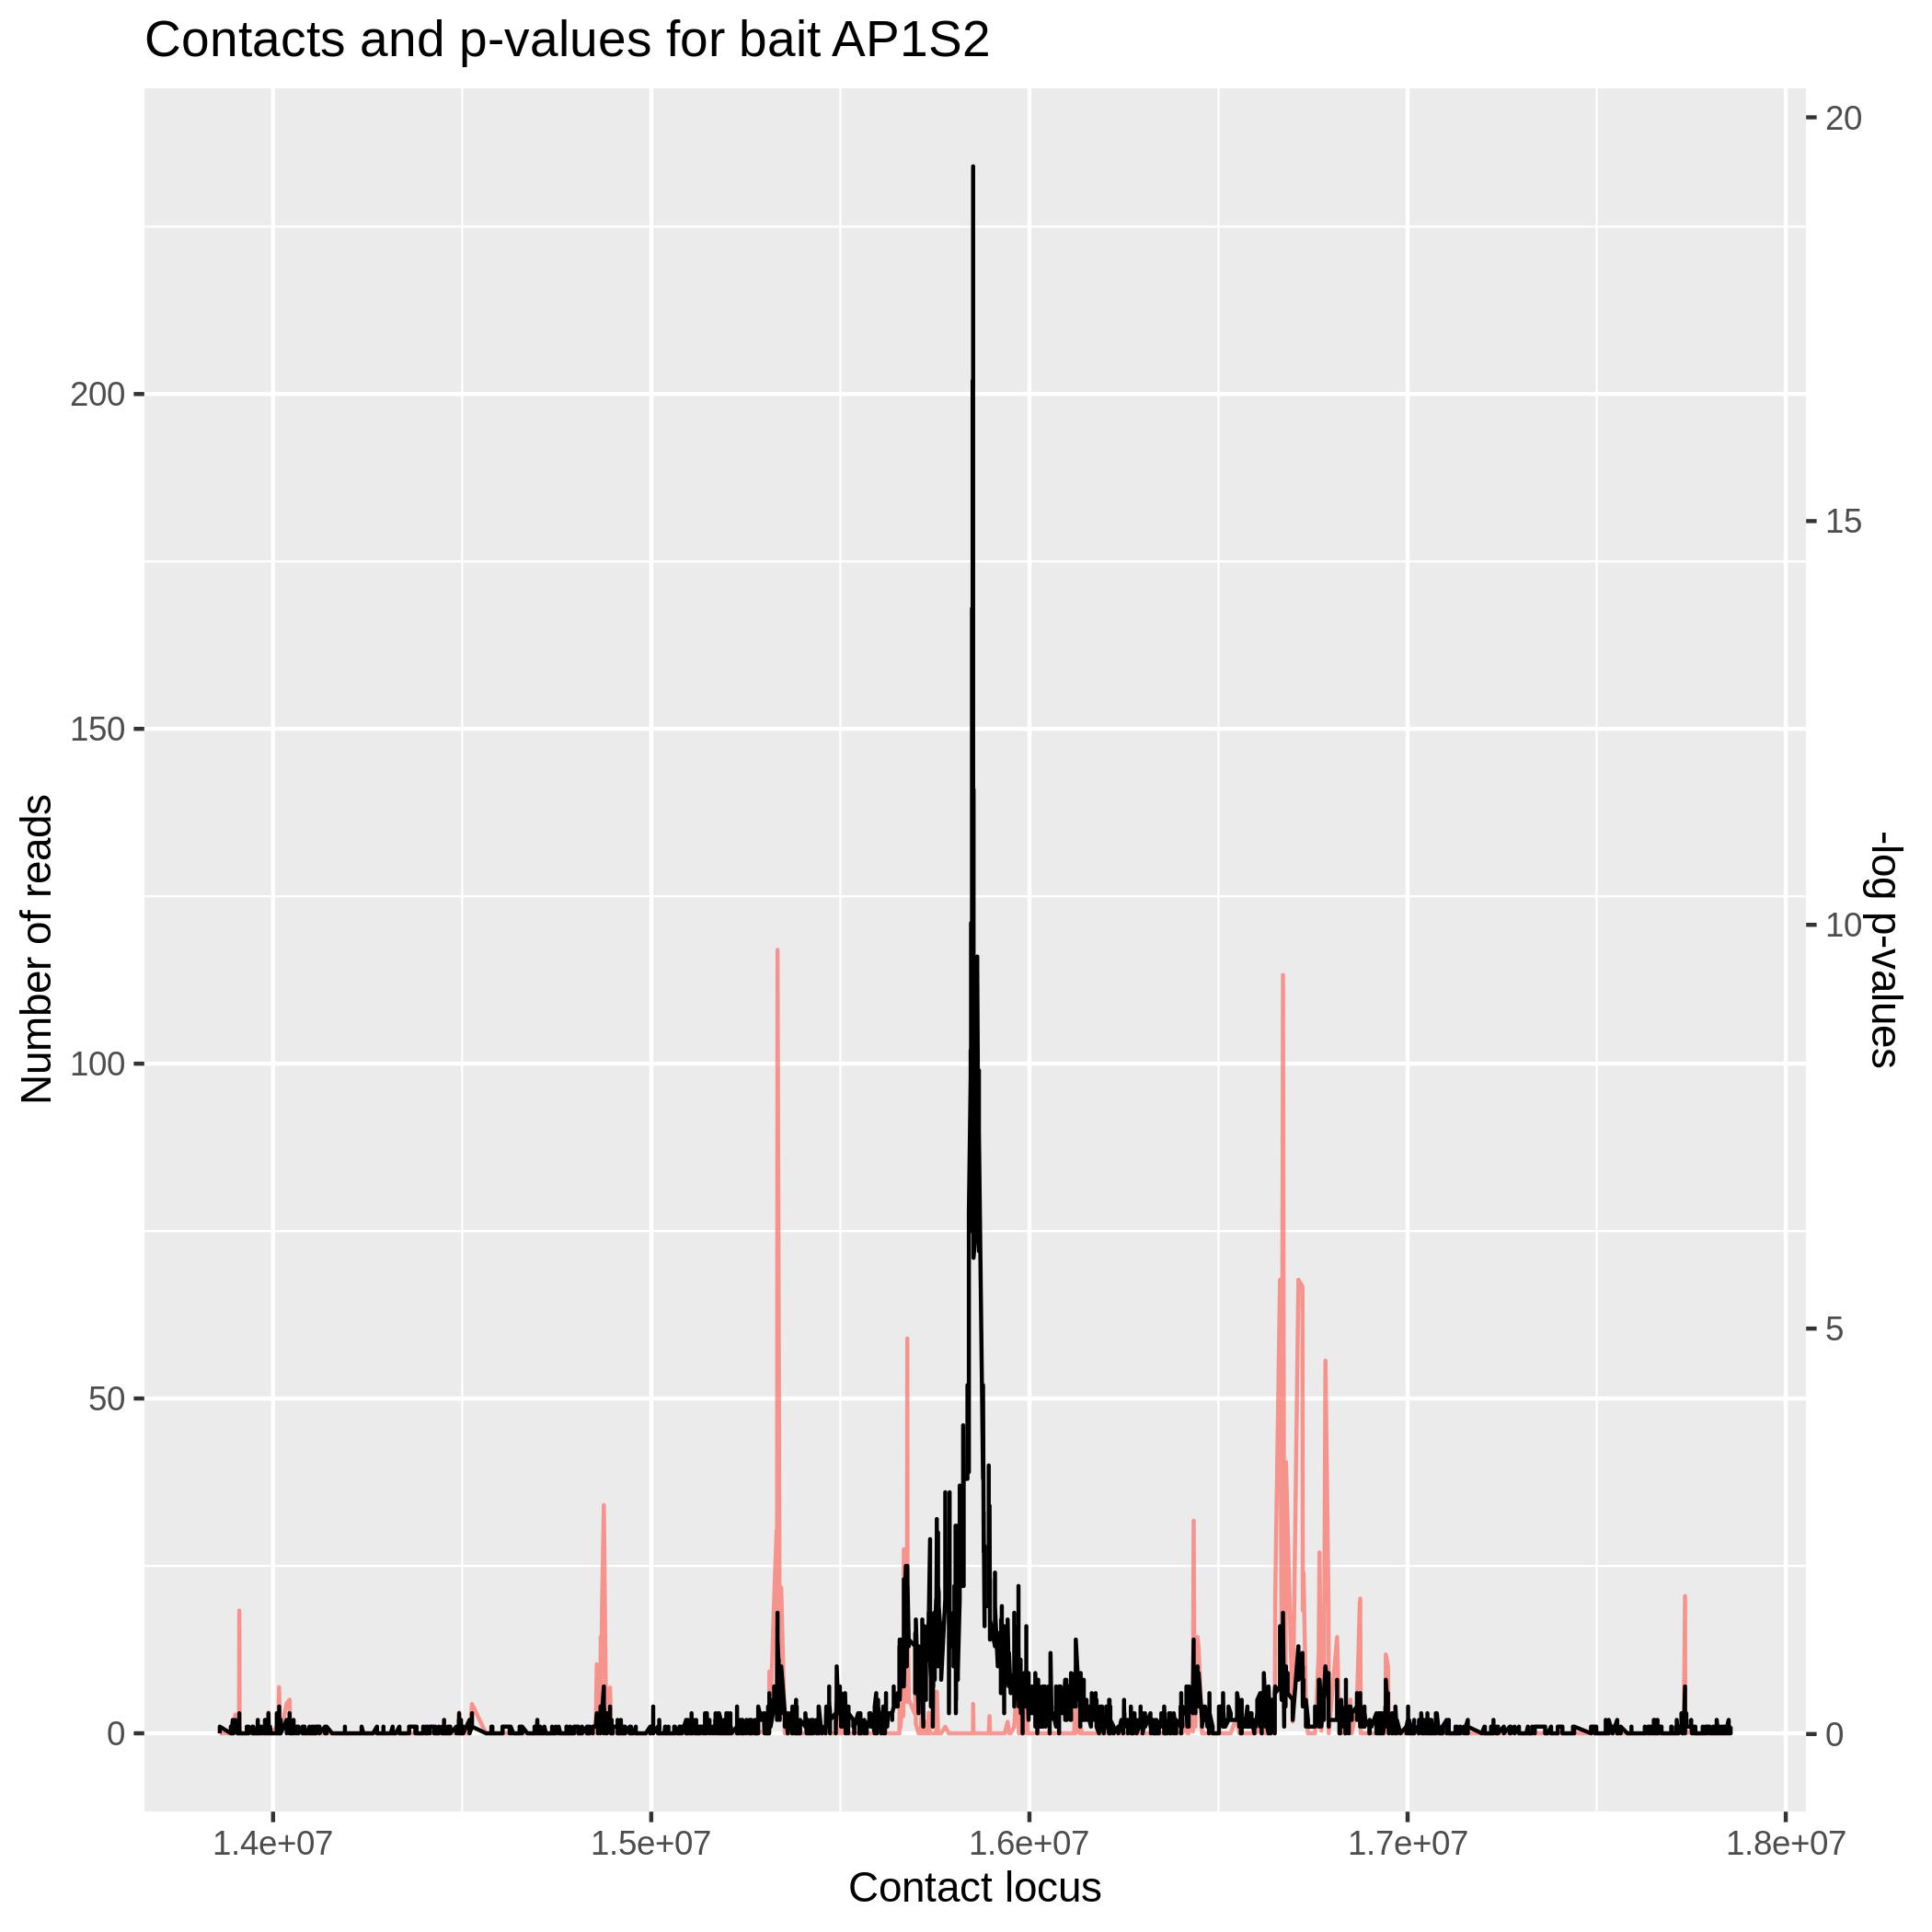 Contacts and p-values for bait AP1S2
Number of reads
200
150
100
50
0
20
15
10
5
0
-log p-values
1.4e+07
1.5e+07
1.6e+07
1.7e+07
1.8e+07
Contact locus